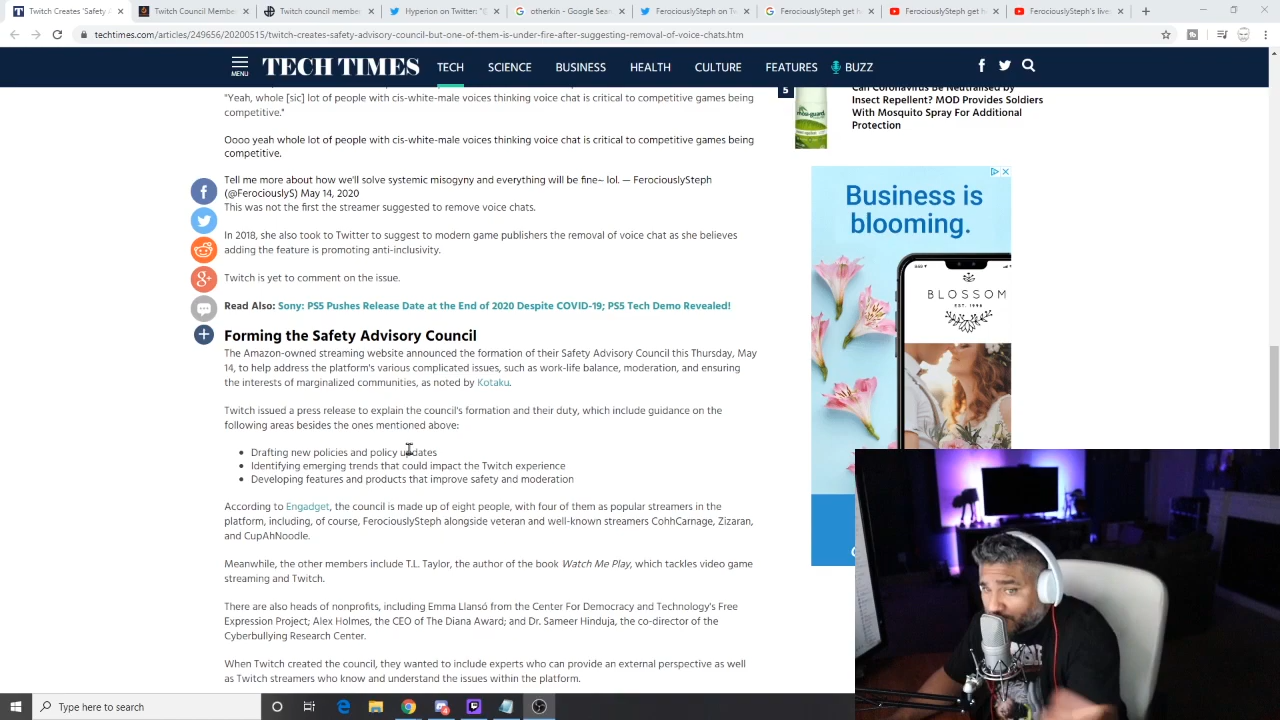 Twitch Creates 'Safety A
Twitch Council Membe
Twitch council member
Hyperion on Twitter: "@
otherkin - Google Sear
FerociouslySteph on Tw
FerociouslySteph get h
FerociouslySteph get h
FerociouslySteph's live
techtimes.com/articles/249656/20200515/twitch-creates-safety-advisory-council-but-one-of-them-is-under-fire-after-suggesting-removal-of-voice-chats.htm
MENU
TECH TIMES
TECH SCIENCE BUSINESS HEALTH CULTURE FEATURES BUZZ
"Yeah, whole [sic] lot of people with cis-white-male voices thinking voice chat is critical to competitive games being
competitive."
Oooo yeah whole lot of people with cis-white-male voices thinking voice chat is critical to competitive games being
competitive.
Tell me more about how we'll solve systemic misogyny and everything will be fine~ lol. — FerociouslySteph
(@FerociouslyS) May 14, 2020
This was not the first the streamer suggested to remove voice chats.
In 2018, she also took to Twitter to suggest to modern game publishers the removal of voice chat as she believes
adding the feature is promoting anti-inclusivity.
Twitch is yet to comment on the issue.
Read Also: Sony: PS5 Pushes Release Date at the End of 2020 Despite COVID-19; PS5 Tech Demo Revealed!
Forming the Safety Advisory Council
The Amazon-owned streaming website announced the formation of their Safety Advisory Council this Thursday, May
14, to help address the platform's various complicated issues, such as work-life balance, moderation, and ensuring
the interests of marginalized communities, as noted by Kotaku.
Twitch issued a press release to explain the council's formation and their duty, which include guidance on the
following areas besides the ones mentioned above:
Drafting new policies and policy updates
Identifying emerging trends that could impact the Twitch experience
Developing features and products that improve safety and moderation
According to Engadget, the council is made up of eight people, with four of them as popular streamers in the
platform, including, of course, FerociouslySteph alongside veteran and well-known streamers CohhCarnage, Zizaran,
and CupAhNoodle.
Meanwhile, the other members include T.L. Taylor, the author of the book Watch Me Play, which tackles video game
streaming and Twitch.
There are also heads of nonprofits, including Emma Llansó from the Center For Democracy and Technology's Free
Expression Project; Alex Holmes, the CEO of The Diana Award; and Dr. Sameer Hinduja, the co-director of the
Cyberbullying Research Center.
When Twitch created the council, they wanted to include experts who can provide an external perspective as well
as Twitch streamers who know and understand the issues within the platform.
5
Can Coronavirus Be Neutralised by
Insect Repellent? MOD Provides Soldiers
With Mosquito Spray For Additional
Protection
Business is
blooming.
BLOSSOM
Type here to search